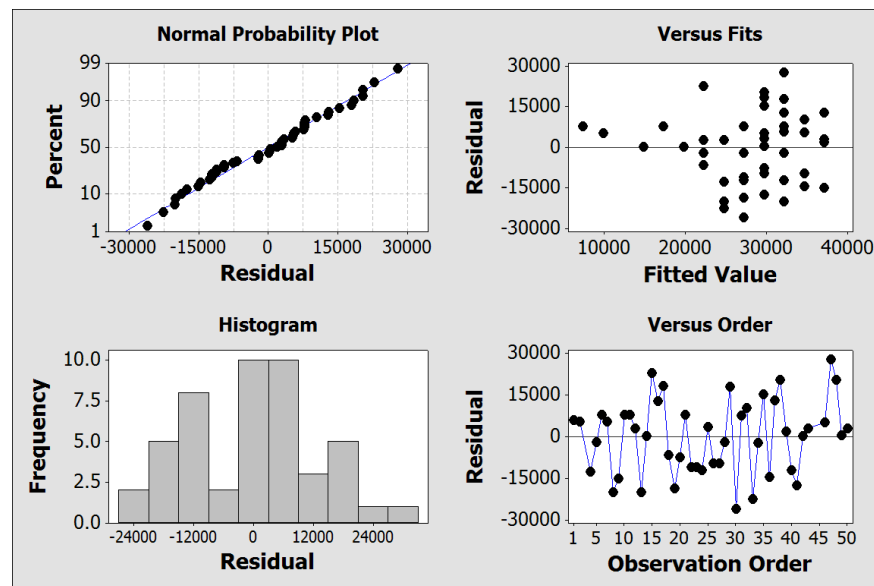 Normal Probability Plot
99
90
50
10
1
Percent
-30000 -15000 0 15000 30000
Residual
Versus Fits
30000
15000
0
-15000
-30000
Residual
10000 20000 30000 40000
Fitted Value
Histogram
10.0
7.5
5.0
2.5
0.0
Frequency
-24000 -12000 0 12000 24000
Residual
Versus Order
30000
15000
0
-15000
-30000
Residual
1 5 10 15 20 25 30 35 40 45 50
Observation Order